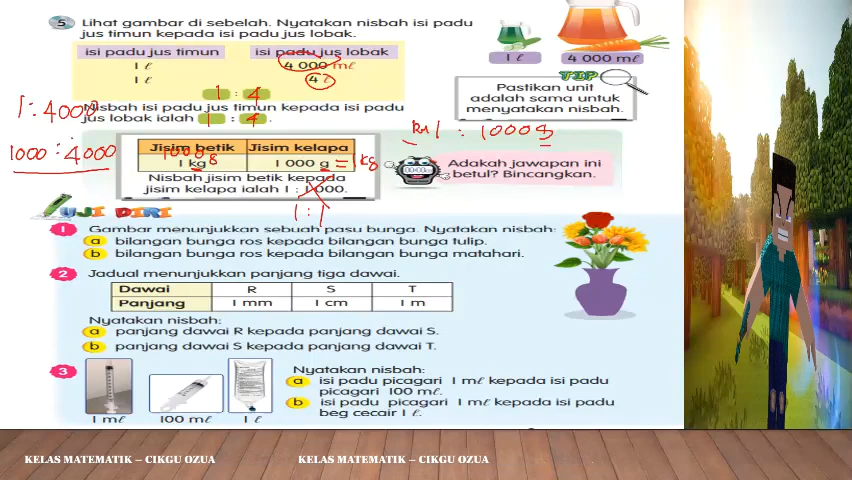 5 Lihat gambar di sebelah. Nyatakan nisbah isi padu
jus timun kepada isi padu jus lobak.
isi padu jus timun isi padu jus lobak
1 ℓ 4 000 mℓ
1 ℓ 4 ℓ
1 : 4
Nisbah isi padu jus timun kepada isi padu
jus lobak ialah 1 : 4.
1 ℓ 4 000 mℓ
TIP
Pastikan unit
adalah sama untuk
menyatakan nisbah.
1 : 4000
1000 : 4000
Jisim betik Jisim kelapa
1000 g
1 kg 1 000 g = 1 kg
Nisbah jisim betik kepada
jisim kelapa ialah 1 : 1 000.
1 : 1
kg 1 : 1000 g
Adakah jawapan ini
betul? Bincangkan.
UJI DIRI
1 Gambar menunjukkan sebuah pasu bunga. Nyatakan nisbah:
a bilangan bunga ros kepada bilangan bunga tulip.
b bilangan bunga ros kepada bilangan bunga matahari.
2 Jadual menunjukkan panjang tiga dawai.
Dawai R S T
Panjang 1 mm 1 cm 1 m
Nyatakan nisbah:
a panjang dawai R kepada panjang dawai S.
b panjang dawai S kepada panjang dawai T.
3 Nyatakan nisbah:
a isi padu picagari 1 mℓ kepada isi padu
picagari 100 mℓ.
b isi padu picagari 1 mℓ kepada isi padu
beg cecair 1 ℓ.
1 mℓ 100 mℓ 1 ℓ
KELAS MATEMATIK – CIKGU OZUA KELAS MATEMATIK – CIKGU OZUA